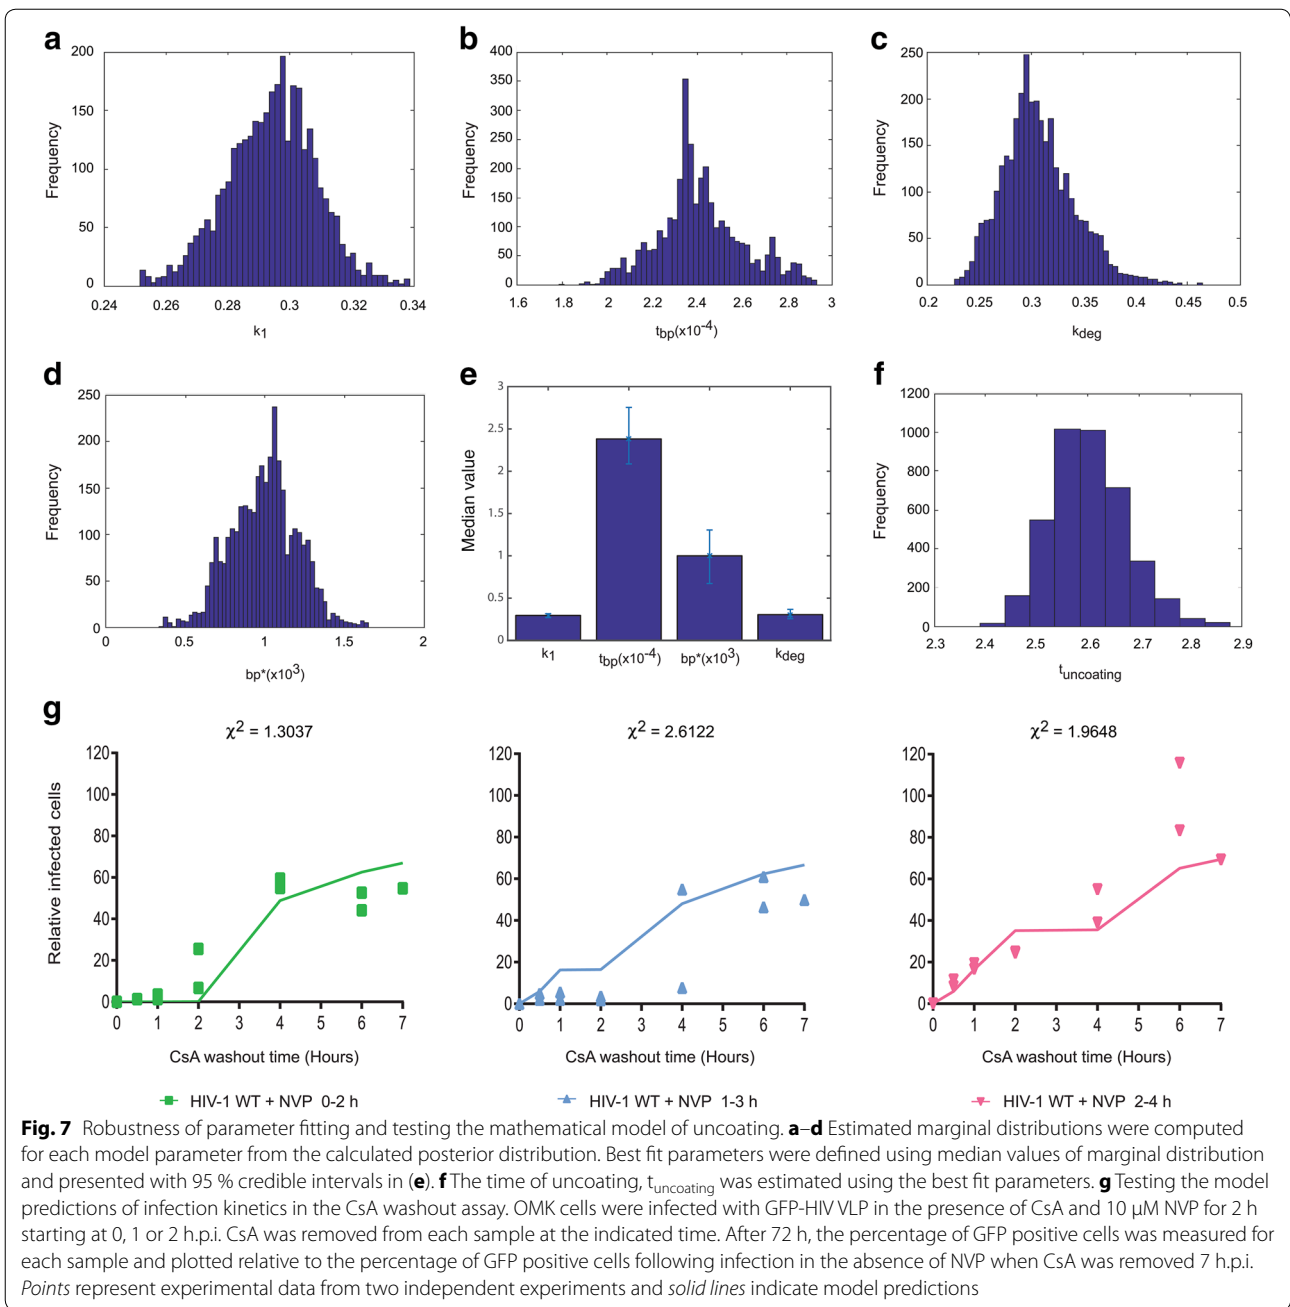 a
200
150
100
50
0
Frequency
0.24 0.26 0.28 0.3 0.32 0.34
k1
b
400
350
300
250
200
150
100
50
0
Frequency
1.6 1.8 2 2.2 2.4 2.6 2.8 3
tbp(x10-4)
c
250
200
150
100
50
0
Frequency
0.2 0.25 0.3 0.35 0.4 0.45 0.5
kdeg
d
250
200
150
100
50
0
Frequency
0 0.5 1 1.5 2
bp*(x103)
e
3
2.5
2
1.5
1
0.5
0
Median value
k1 tbp(x10-4) bp*(x103) kdeg
f
1200
1000
800
600
400
200
0
Frequency
2.3 2.4 2.5 2.6 2.7 2.8 2.9
tuncoating
g
χ2 = 1.3037
120
100
80
60
40
20
0
Relative infected cells
0 1 2 4 6 7
CsA washout time (Hours)
HIV-1 WT + NVP 0-2 h
χ2 = 2.6122
120
100
80
60
40
20
0
0 1 2 4 6 7
CsA washout time (Hours)
HIV-1 WT + NVP 1-3 h
χ2 = 1.9648
120
100
80
60
40
20
0
0 1 2 4 6 7
CsA washout time (Hours)
HIV-1 WT + NVP 2-4 h
Fig. 7 Robustness of parameter fitting and testing the mathematical model of uncoating. a–d Estimated marginal distributions were computed
for each model parameter from the calculated posterior distribution. Best fit parameters were defined using median values of marginal distribution
and presented with 95 % credible intervals in (e). f The time of uncoating, tuncoating was estimated using the best fit parameters. g Testing the model
predictions of infection kinetics in the CsA washout assay. OMK cells were infected with GFP-HIV VLP in the presence of CsA and 10 µM NVP for 2 h
starting at 0, 1 or 2 h.p.i. CsA was removed from each sample at the indicated time. After 72 h, the percentage of GFP positive cells was measured for
each sample and plotted relative to the percentage of GFP positive cells following infection in the absence of NVP when CsA was removed 7 h.p.i.
Points represent experimental data from two independent experiments and solid lines indicate model predictions